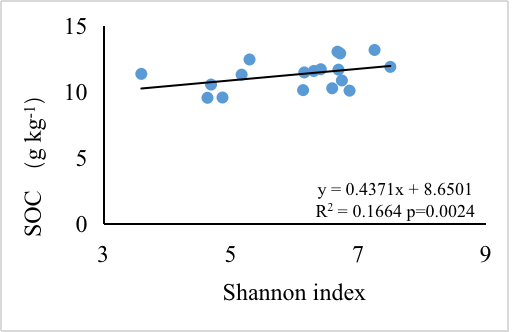 15
10
5
0
3
5
7
9
SOC （g kg-1)
Shannon index
y = 0.4371x + 8.6501
R² = 0.1664 p=0.0024